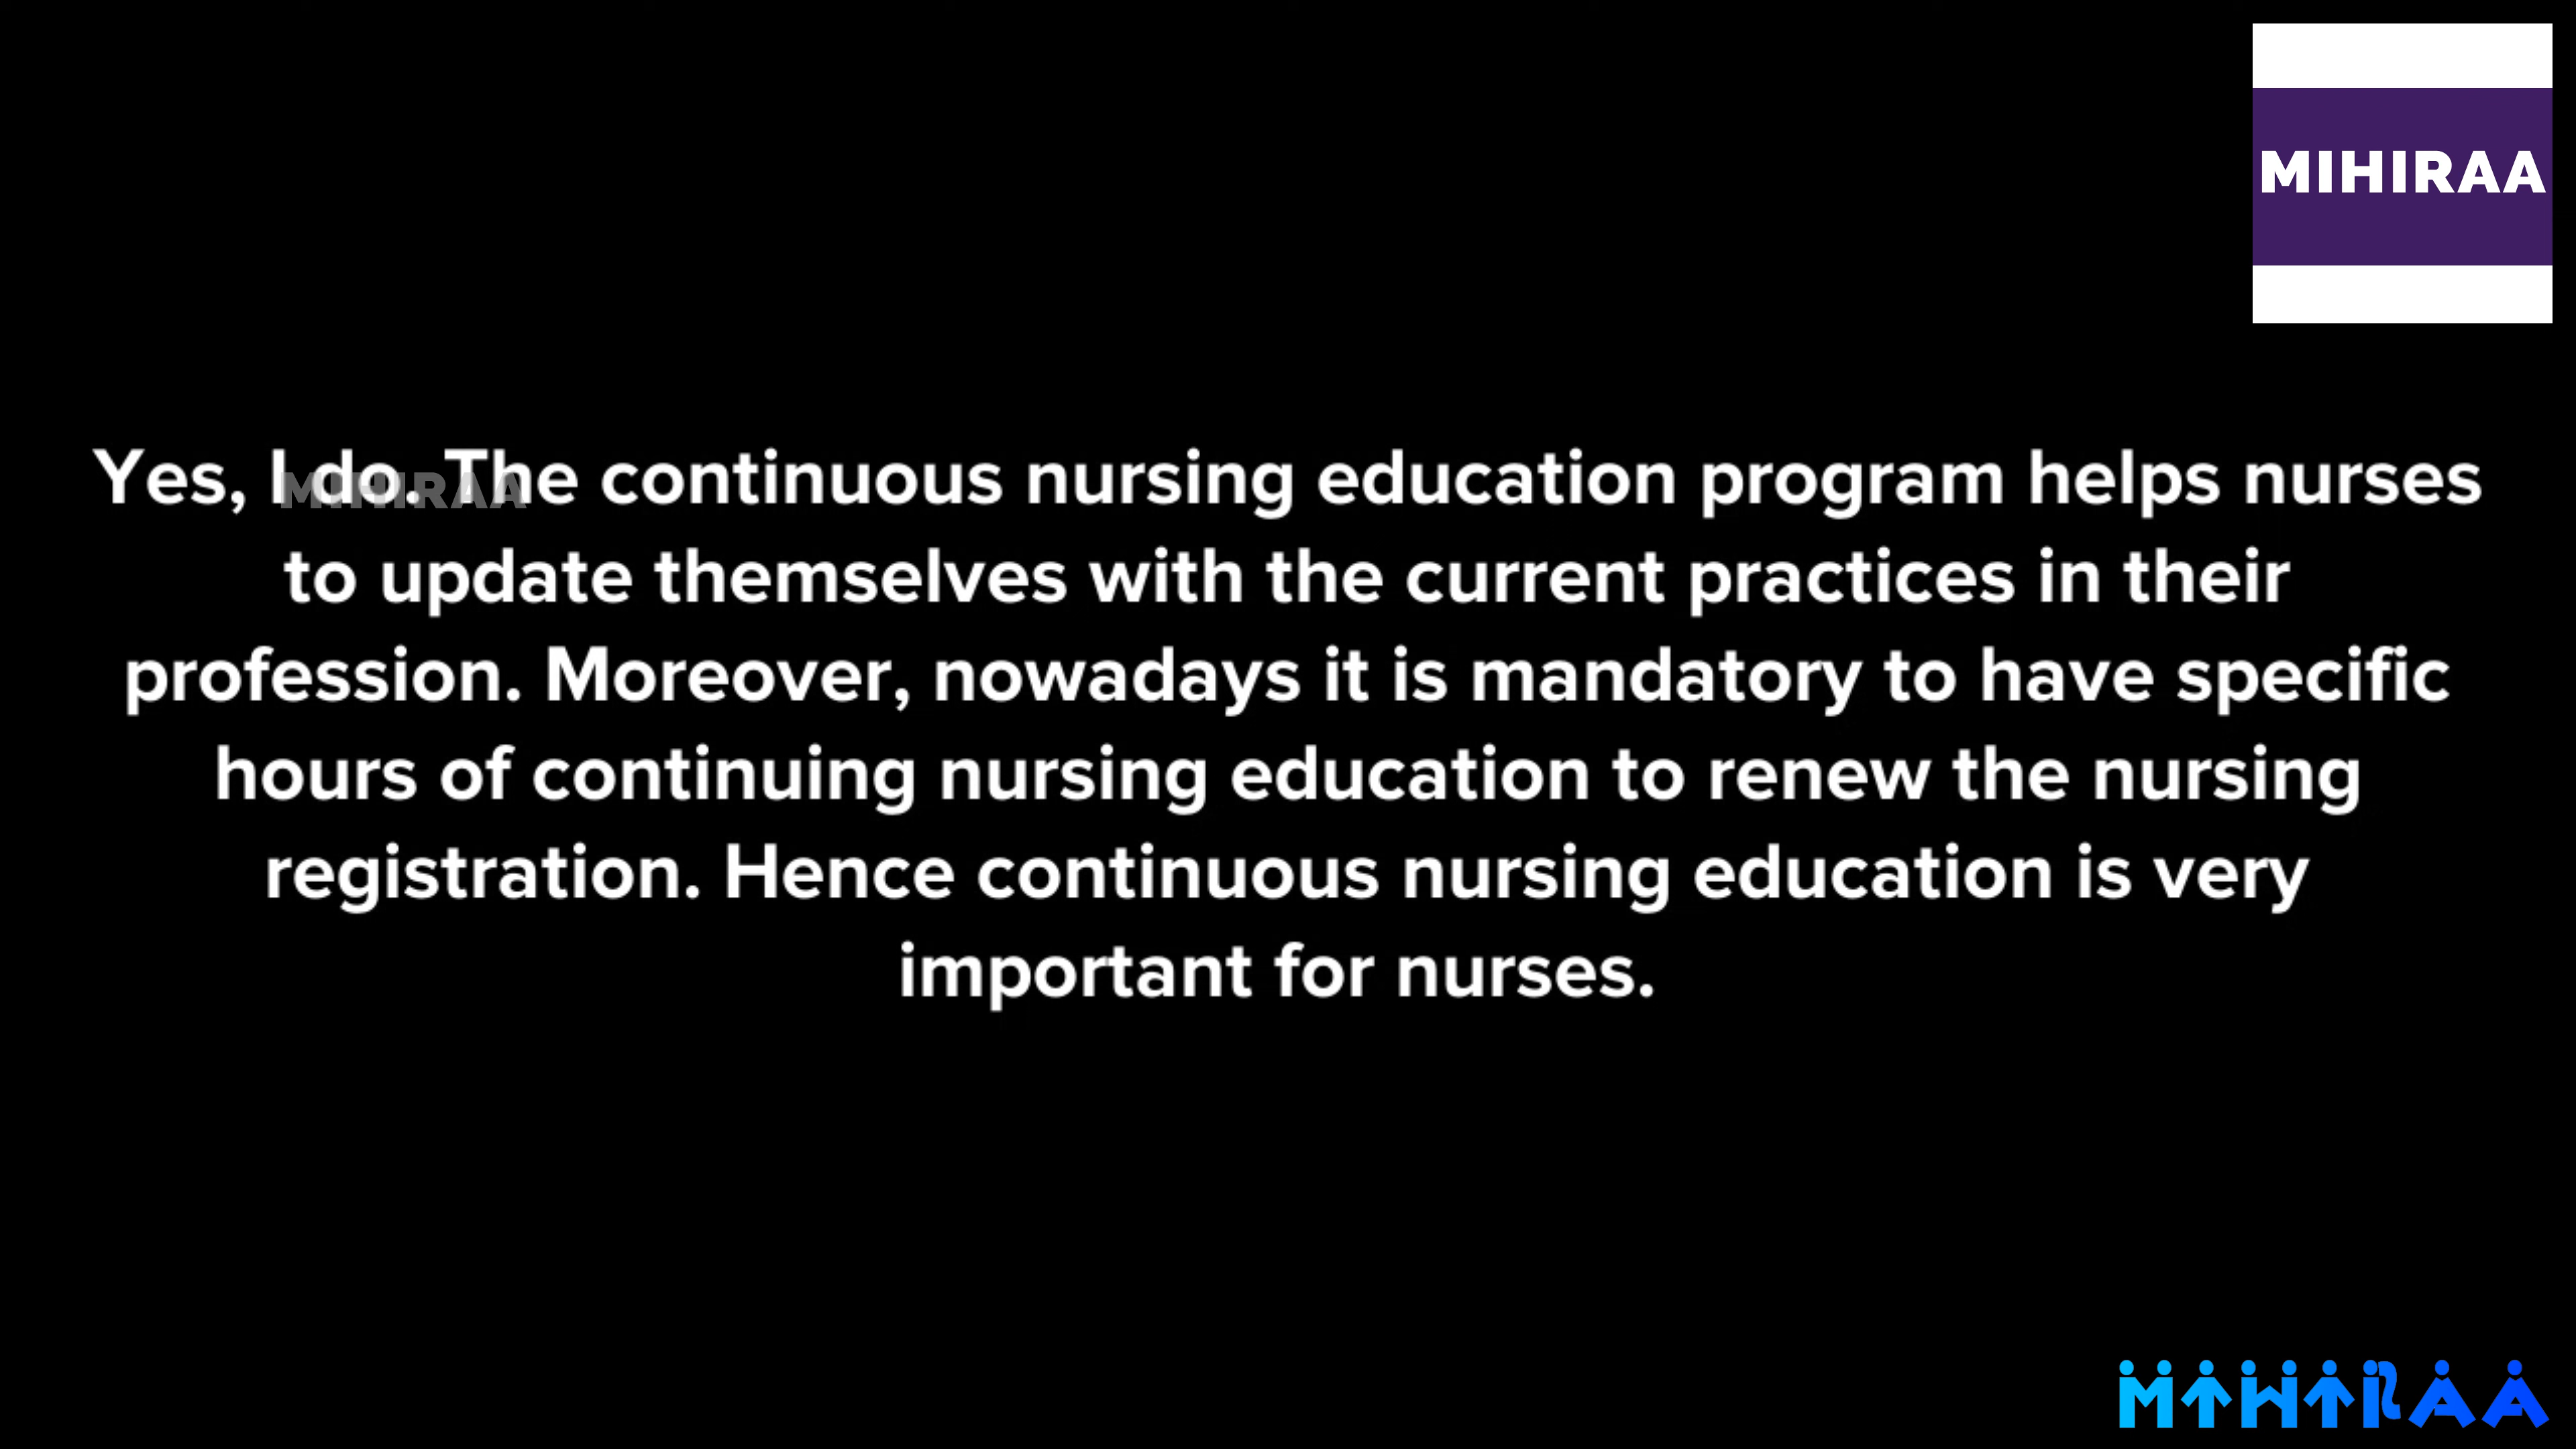 MIHIRAA
Yes, I do. The continuous nursing education program helps nurses
MIHIRAA
to update themselves with the current practices in their
profession. Moreover, nowadays it is mandatory to have specific
hours of continuing nursing education to renew the nursing
registration. Hence continuous nursing education is very
important for nurses.
MIHIRAA